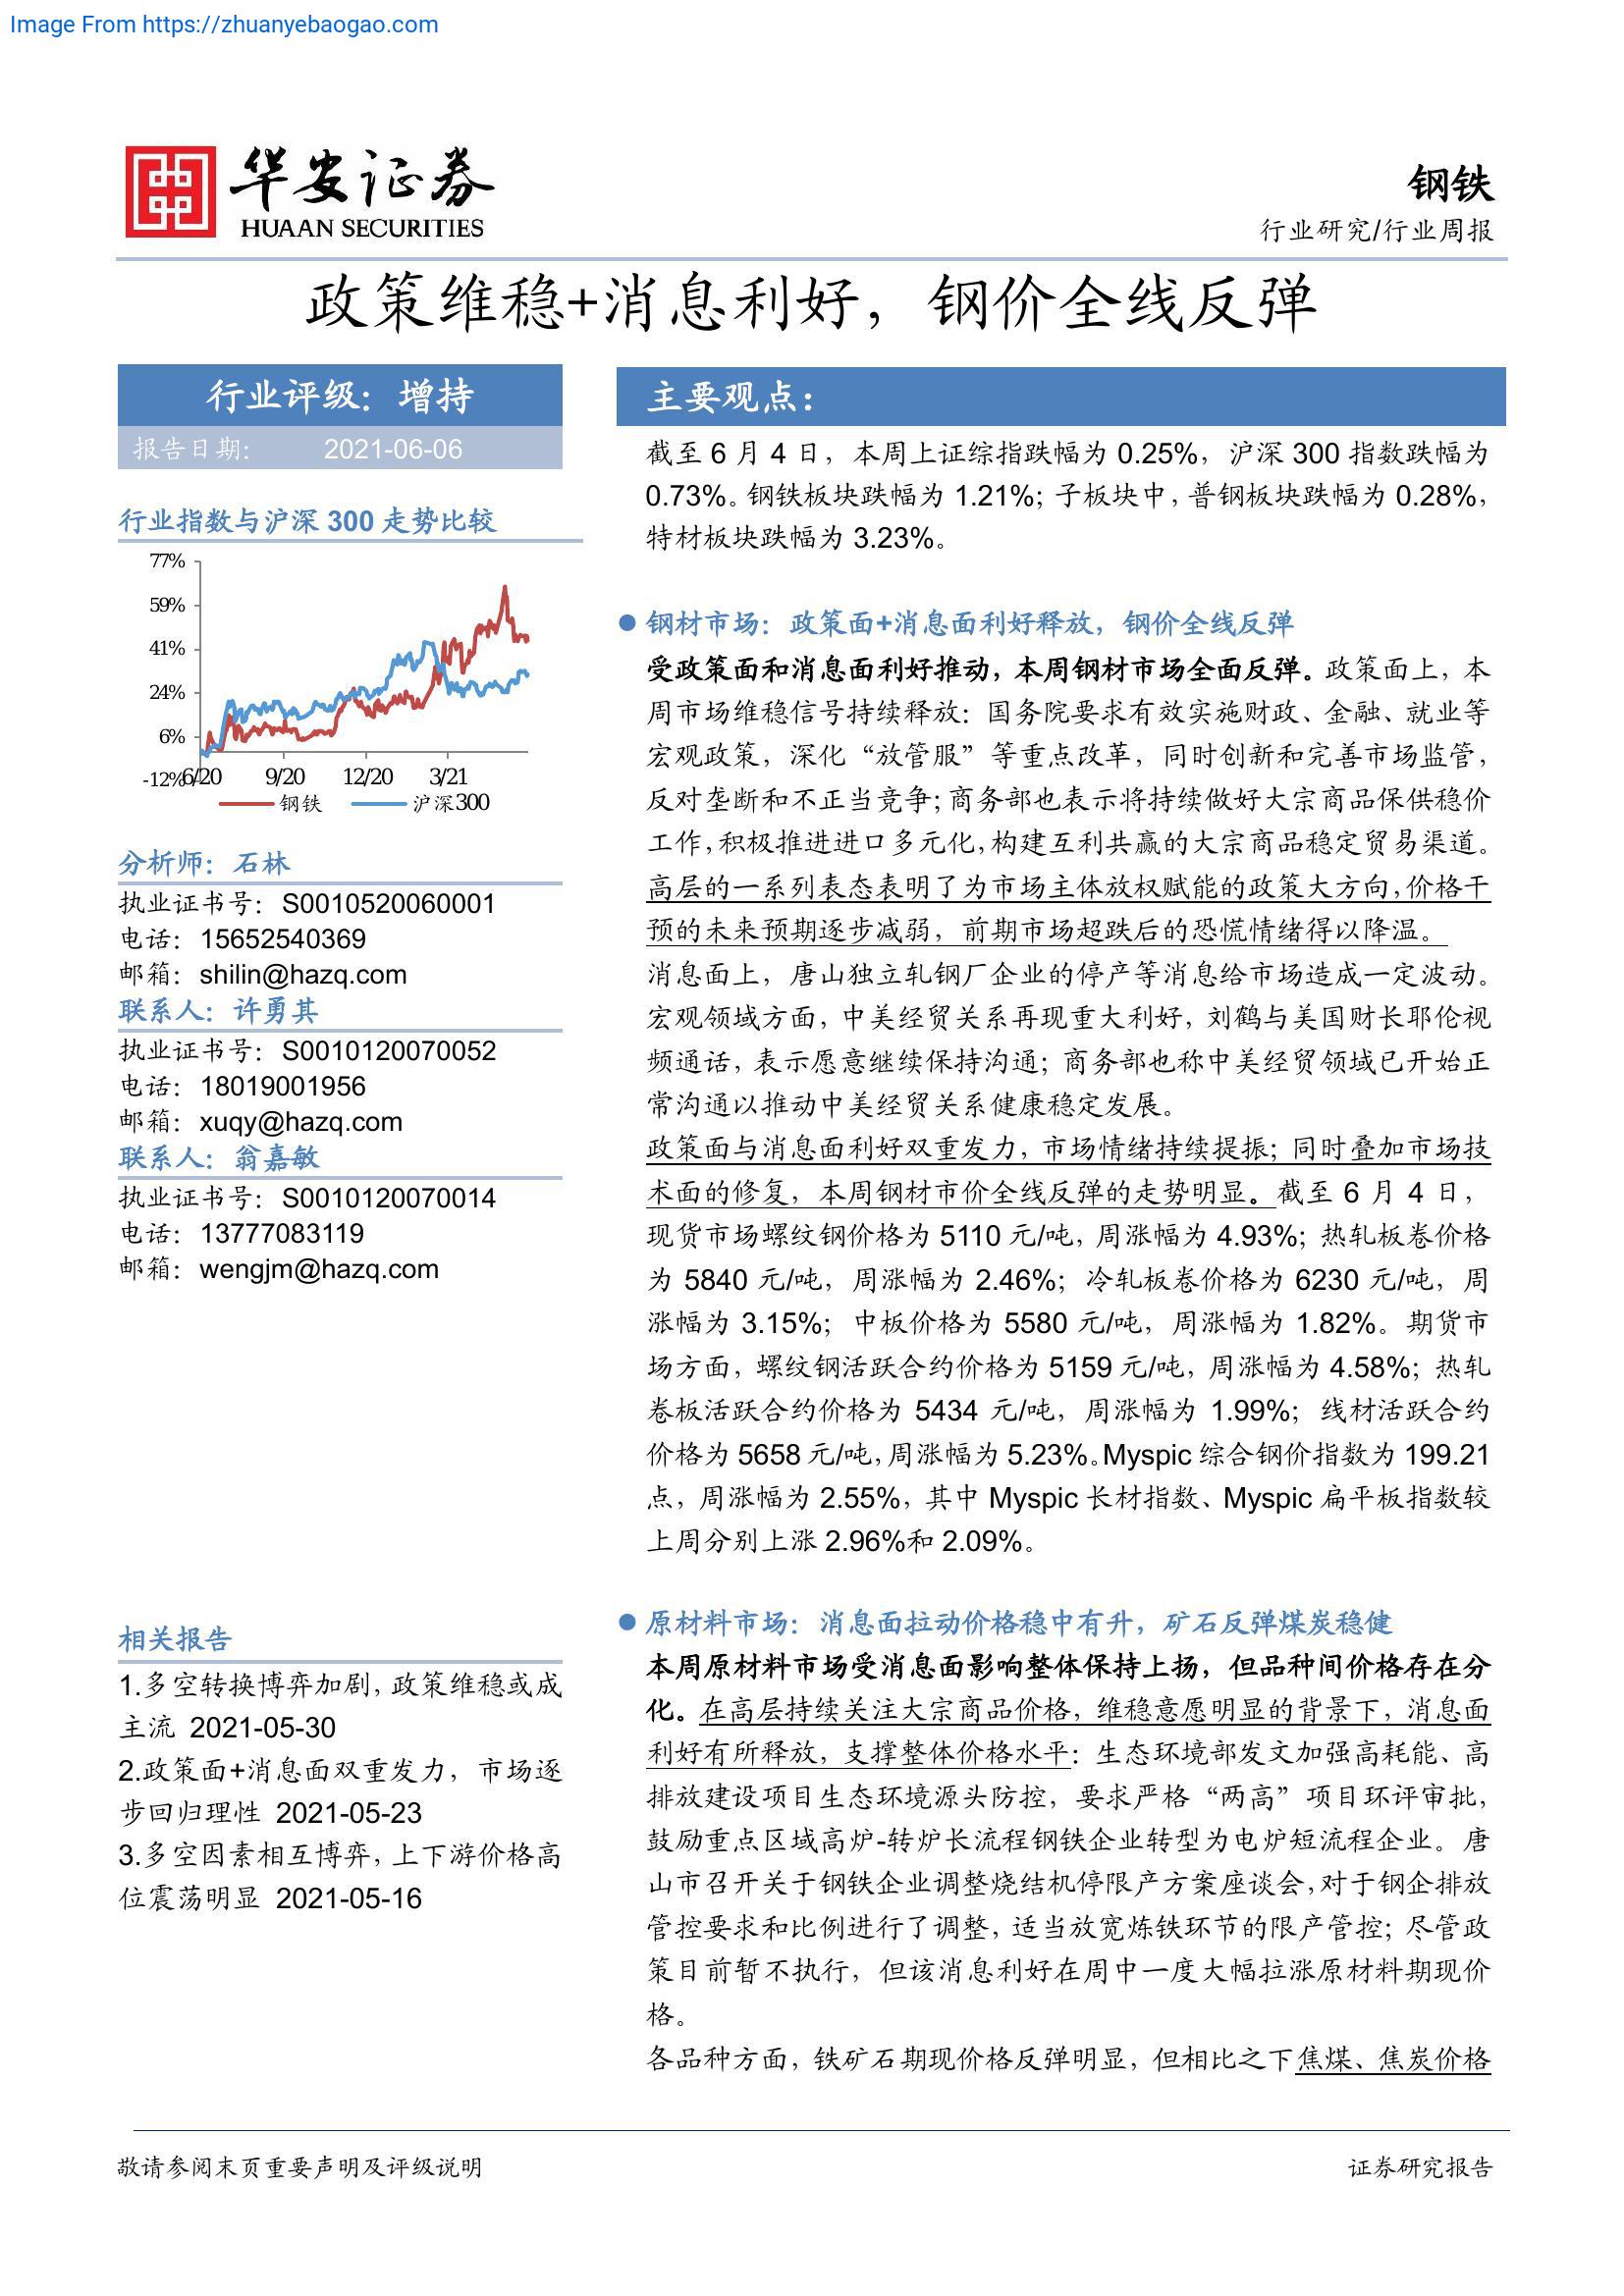 Image From https://zhuanyebaogao.com
华安证券
HUAAN SECURITIES
钢铁
行业研究/行业周报
政策维稳+消息利好，钢价全线反弹
行业评级：增持
报告日期： 2021-06-06
行业指数与沪深 300 走势比较
77%
59%
41%
24%
6%
-12%
6/20 9/20 12/20 3/21
钢铁 沪深300
分析师：石林
执业证书号：S0010520060001
电话：15652540369
邮箱：shilin@hazq.com
联系人：许勇其
执业证书号：S0010120070052
电话：18019001956
邮箱：xuqy@hazq.com
联系人：翁嘉敏
执业证书号：S0010120070014
电话：13777083119
邮箱：wengjm@hazq.com
相关报告
1.多空转换博弈加剧，政策维稳或成
主流 2021-05-30
2.政策面+消息面双重发力，市场逐
步回归理性 2021-05-23
3.多空因素相互博弈，上下游价格高
位震荡明显 2021-05-16
主要观点：
截至 6 月 4 日，本周上证综指跌幅为 0.25%，沪深 300 指数跌幅为
0.73%。钢铁板块跌幅为 1.21%；子板块中，普钢板块跌幅为 0.28%，
特材板块跌幅为 3.23%。
● 钢材市场：政策面+消息面利好释放，钢价全线反弹
受政策面和消息面利好推动，本周钢材市场全面反弹。政策面上，本
周市场维稳信号持续释放：国务院要求有效实施财政、金融、就业等
宏观政策，深化“放管服”等重点改革，同时创新和完善市场监管，
反对垄断和不正当竞争；商务部也表示将持续做好大宗商品保供稳价
工作，积极推进进口多元化，构建互利共赢的大宗商品稳定贸易渠道。
高层的一系列表态表明了为市场主体放权赋能的政策大方向，价格干
预的未来预期逐步减弱，前期市场超跌后的恐慌情绪得以降温。
消息面上，唐山独立轧钢厂企业的停产等消息给市场造成一定波动。
宏观领域方面，中美经贸关系再现重大利好，刘鹤与美国财长耶伦视
频通话，表示愿意继续保持沟通；商务部也称中美经贸领域已开始正
常沟通以推动中美经贸关系健康稳定发展。
政策面与消息面利好双重发力，市场情绪持续提振；同时叠加市场技
术面的修复，本周钢材市价全线反弹的走势明显。截至 6 月 4 日，
现货市场螺纹钢价格为 5110 元/吨，周涨幅为 4.93%；热轧板卷价格
为 5840 元/吨，周涨幅为 2.46%；冷轧板卷价格为 6230 元/吨，周
涨幅为 3.15%；中板价格为 5580 元/吨，周涨幅为 1.82%。期货市
场方面，螺纹钢活跃合约价格为 5159 元/吨，周涨幅为 4.58%；热轧
卷板活跃合约价格为 5434 元/吨，周涨幅为 1.99%；线材活跃合约
价格为 5658 元/吨，周涨幅为 5.23%。Myspic 综合钢价指数为 199.21
点，周涨幅为 2.55%，其中 Myspic 长材指数、Myspic 扁平板指数较
上周分别上涨 2.96%和 2.09%。
● 原材料市场：消息面拉动价格稳中有升，矿石反弹煤炭稳健
本周原材料市场受消息面影响整体保持上扬，但品种间价格存在分
化。在高层持续关注大宗商品价格，维稳意愿明显的背景下，消息面
利好有所释放，支撑整体价格水平：生态环境部发文加强高耗能、高
排放建设项目生态环境源头防控，要求严格“两高”项目环评审批，
鼓励重点区域高炉-转炉长流程钢铁企业转型为电炉短流程企业。唐
山市召开关于钢铁企业调整烧结机停限产方案座谈会，对于钢企排放
管控要求和比例进行了调整，适当放宽炼铁环节的限产管控；尽管政
策目前暂不执行，但该消息利好在周中一度大幅拉涨原材料期现价
格。
各品种方面，铁矿石期现价格反弹明显，但相比之下焦煤、焦炭价格
敬请参阅末页重要声明及评级说明
证券研究报告